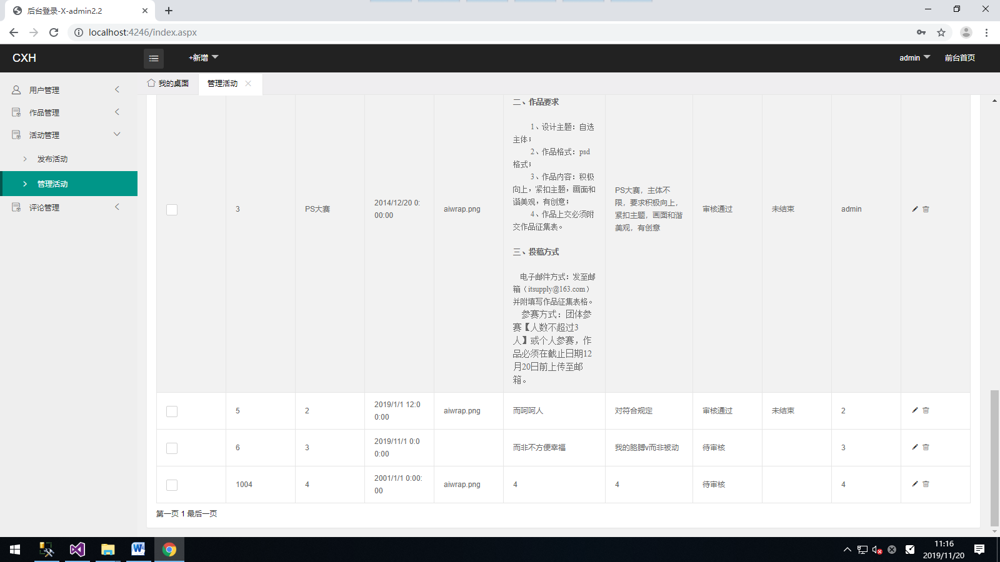 后台登录-X-admin2.2
localhost:4246/index.aspx
CXH
+新增
admin
前台首页
用户管理
作品管理
活动管理
发布活动
管理活动
评论管理
我的桌面
管理活动
二、作品要求
1、设计主题：自选
主体；
2、作品格式：psd
格式；
3、作品内容：积极
向上，紧扣主题，画面和
谐美观，有创意；
4、作品上交必须附
交作品征集表。
三、投稿方式
电子邮件方式：发至邮
箱（itsupply@163.com）
并附填写作品征集表格。
参赛方式：团体参
赛【人数不超过3
人】或个人参赛，作
品必须在截止日期12
月20日前上传至邮
箱。
3
PS大赛
2014/12/20 0:
00:00
aiwrap.png
PS大赛，主体不
限，要求积极向上，
紧扣主题，画面和谐
美观，有创意
审核通过
未结束
admin
5
2
2019/1/1 12:0
0:00
aiwrap.png
而呵呵人
对符合规定
审核通过
未结束
2
6
3
2019/11/1 0:0
0:00
而非不方便幸福
我的胳膊v而非被动
待审核
3
1004
4
2001/1/1 0:00:
00
aiwrap.png
4
4
待审核
4
第一页 1 最后一页
11:16
2019/11/20